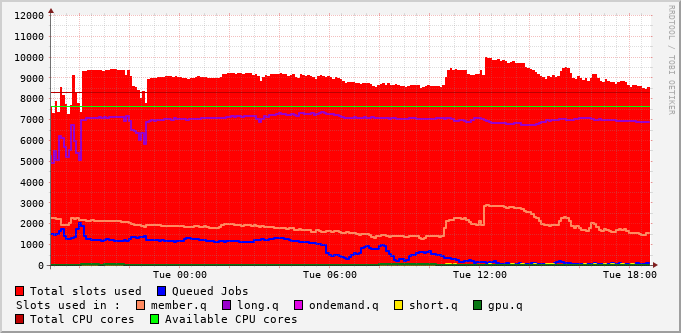 12000
11000
10000
9000
8000
7000
6000
5000
4000
3000
2000
1000
0
Tue 00:00 Tue 06:00 Tue 12:00 Tue 18:00
Total slots used Queued Jobs
Slots used in : member.q long.q ondemand.q short.q gpu.q
Total CPU cores Available CPU cores
RRDTOOL / TOBI OETIKER